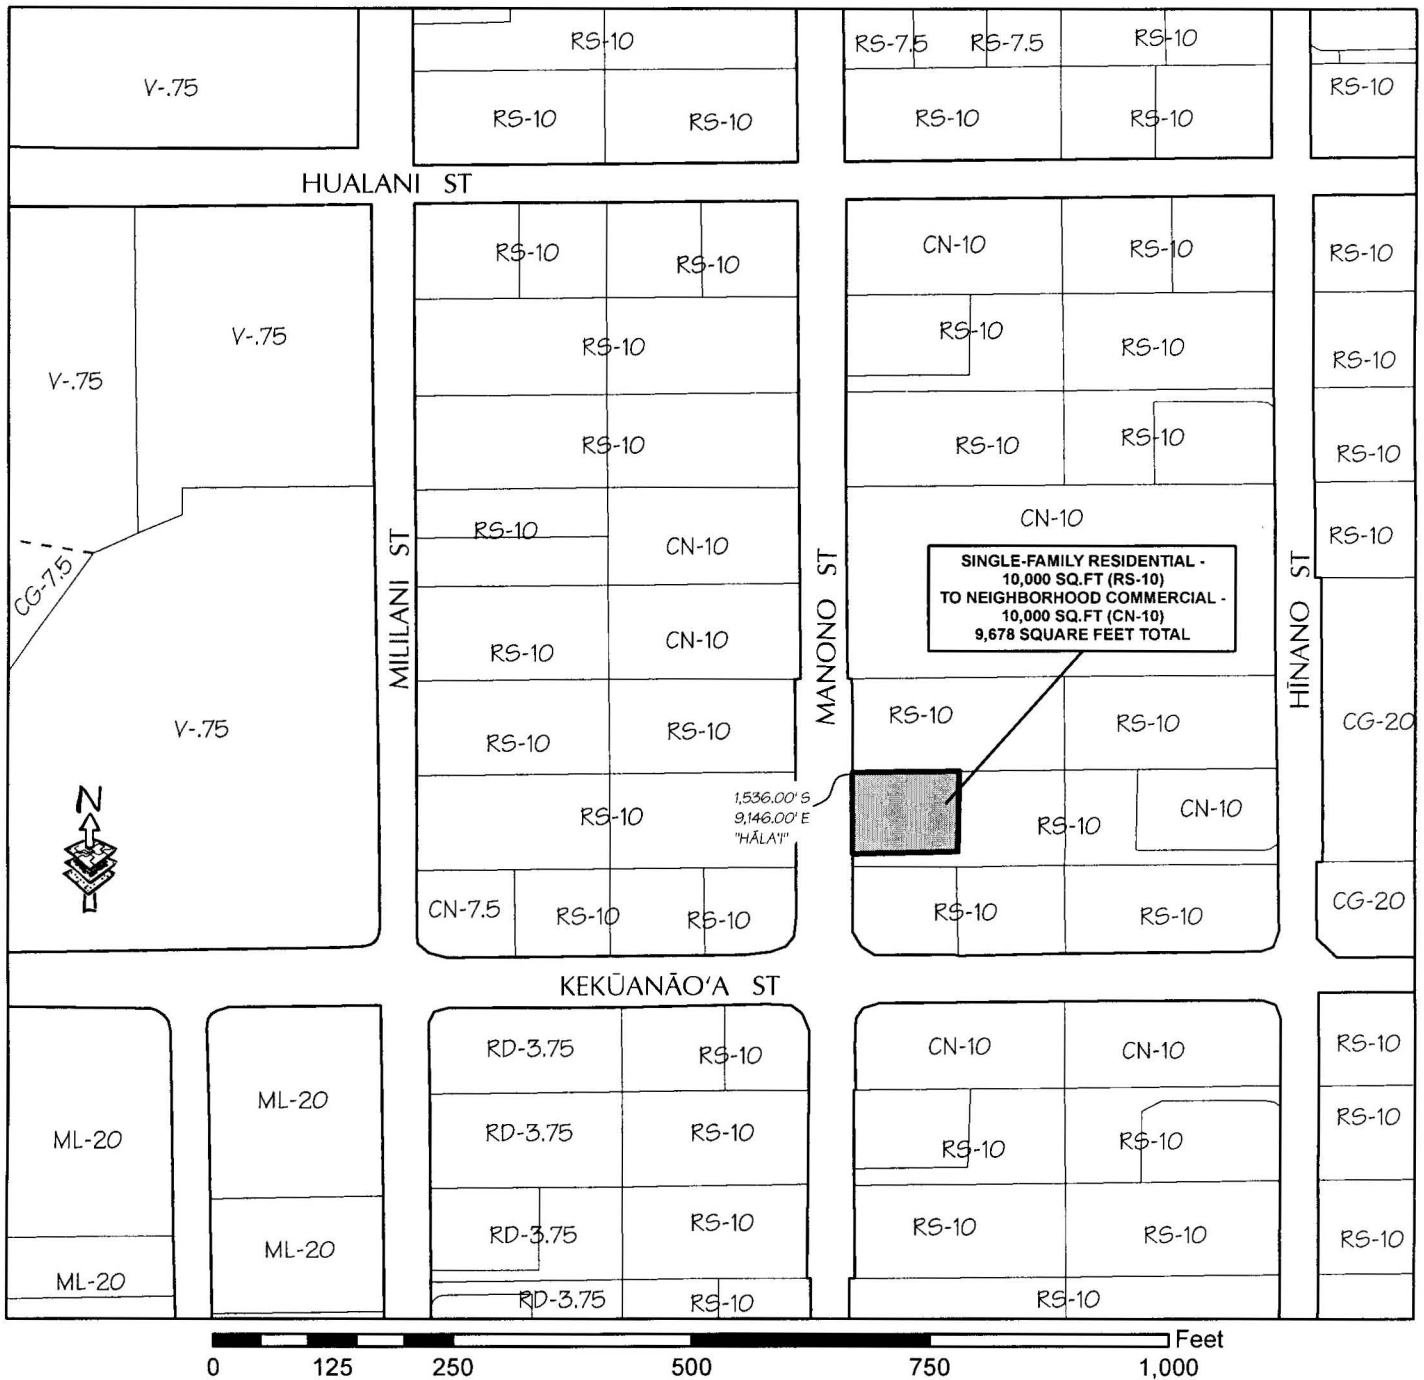 RS-10
RS-7.5 RS-7.5 RS-10
V-.75
RS-10
RS-10 RS-10
RS-10 RS-10
HUALANI ST
RS-10 RS-10
CN-10 RS-10
RS-10
V-.75
V-.75
RS-10
RS-10 RS-10
RS-10
RS-10
RS-10 RS-10
RS-10
RS-10
CN-10
CN-10
RS-10
CG-7.5
MILILANI ST
MANONO ST
HĪNANO ST
SINGLE-FAMILY RESIDENTIAL -
10,000 SQ.FT (RS-10)
TO NEIGHBORHOOD COMMERCIAL -
10,000 SQ.FT (CN-10)
9,678 SQUARE FEET TOTAL
RS-10
CN-10
V-.75
RS-10
RS-10
RS-10 RS-10
CG-20
N
1,536.00' S
9,146.00' E
"HĀLA'I"
RS-10
RS-10
CN-10
CN-7.5 RS-10 RS-10
RS-10 RS-10
CG-20
KEKŪANĀO‘A ST
RD-3.75 RS-10
CN-10 CN-10
RS-10
ML-20
ML-20
RD-3.75 RS-10
RS-10 RS-10
RS-10
ML-20
RD-3.75 RS-10
RS-10 RS-10
RS-10
ML-20
RD-3.75 RS-10
RS-10
Feet
0 125 250 500 750 1,000